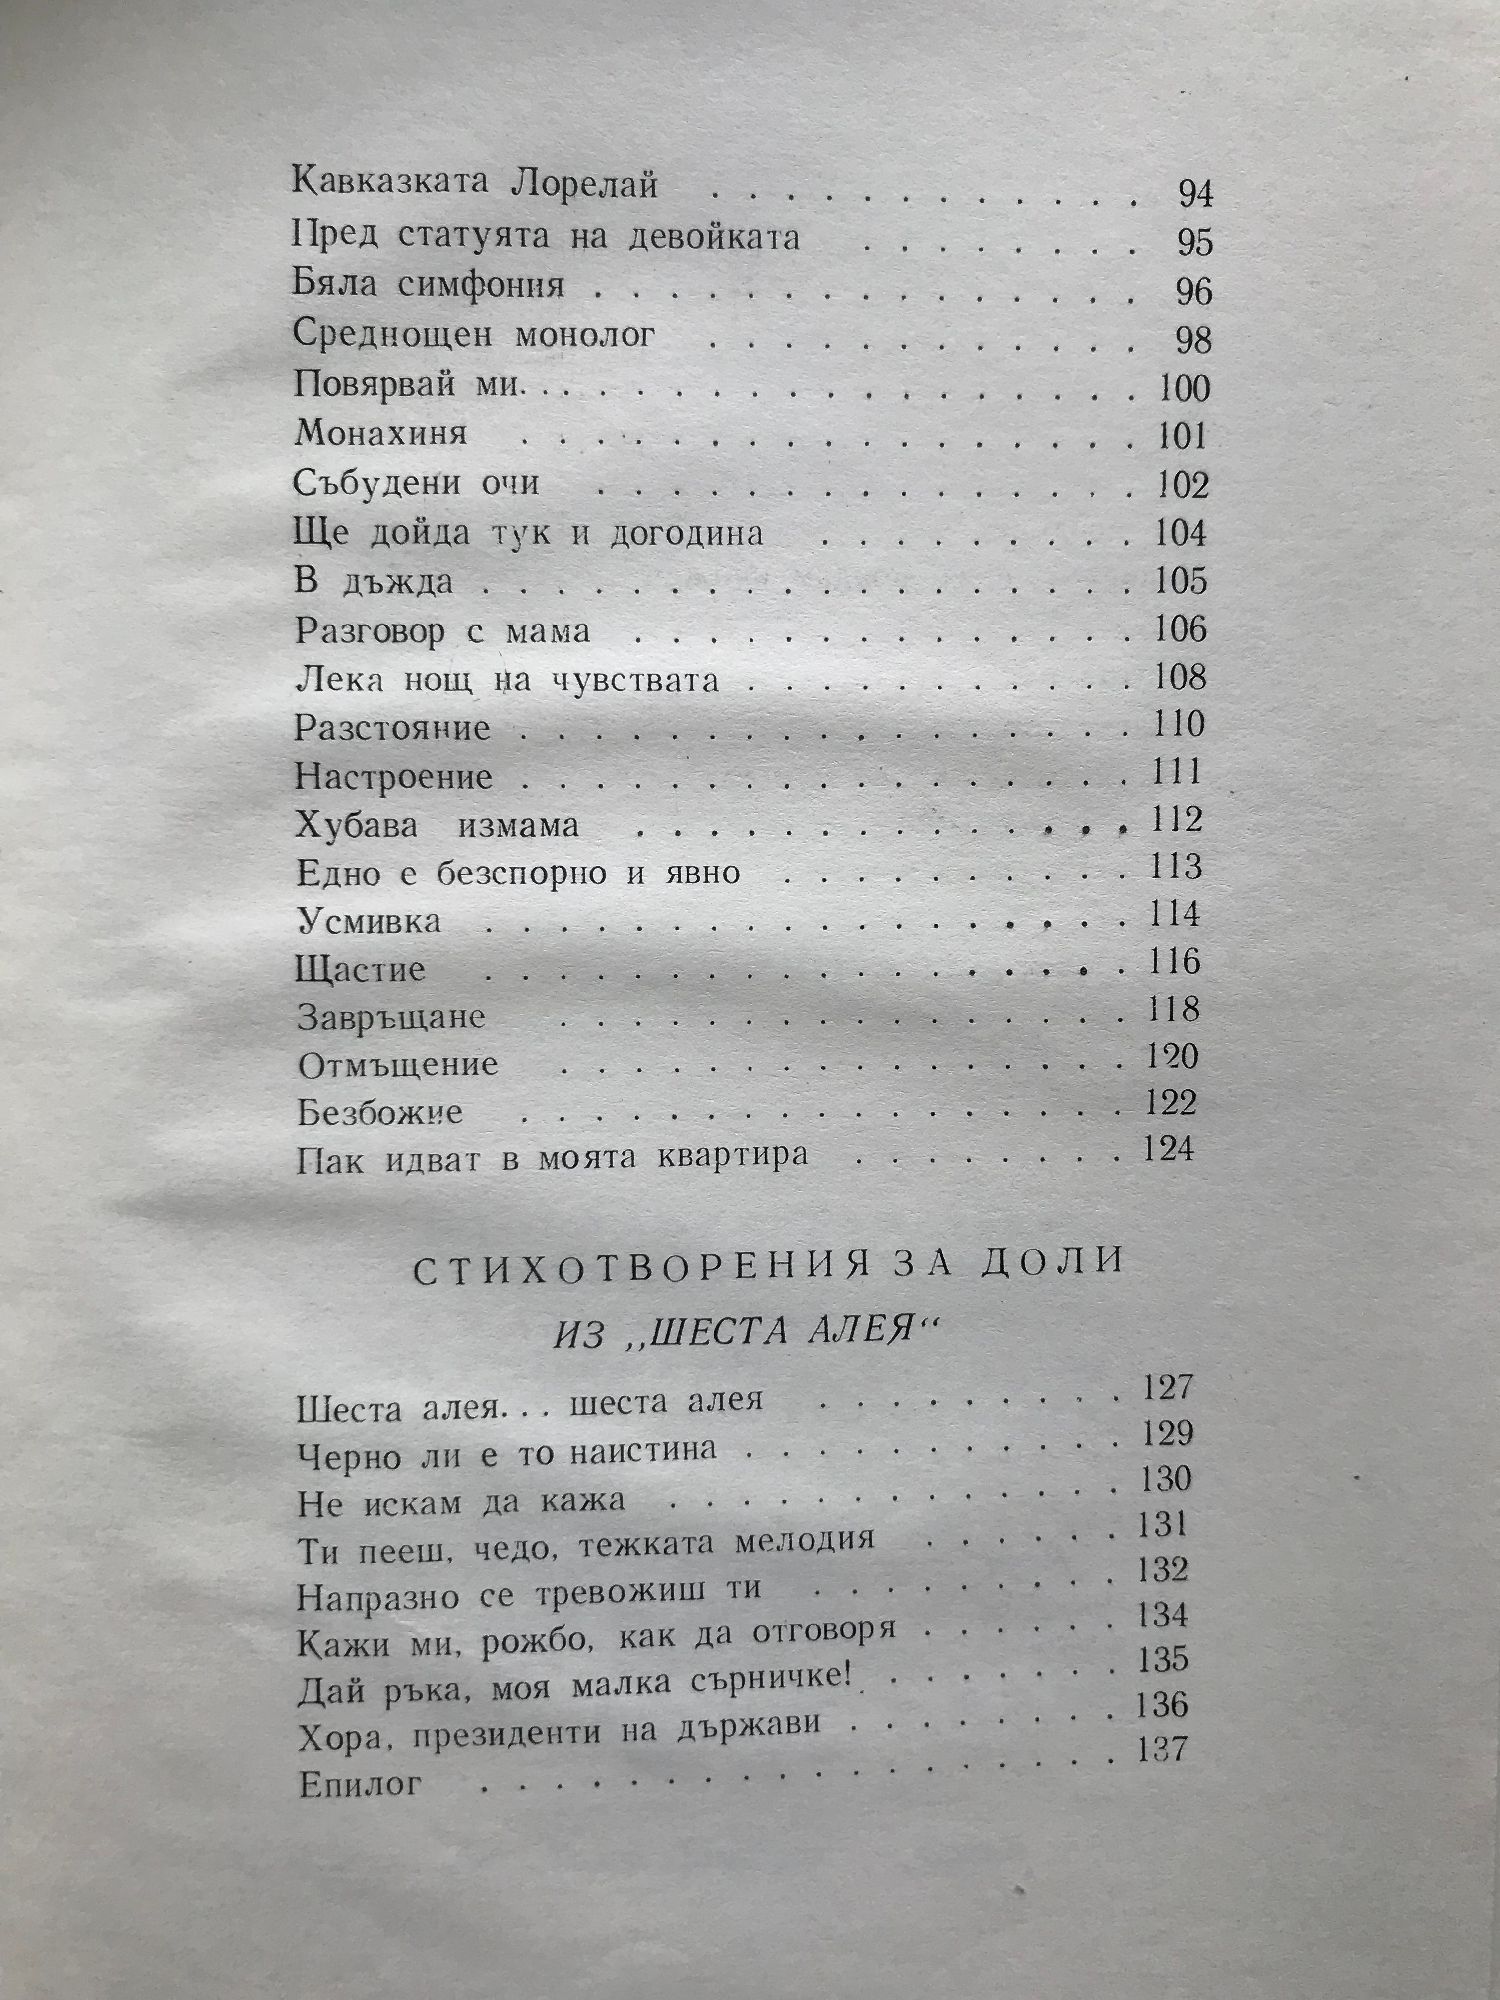 Кавказката Лорелай . . . . . . . . . . . . 94
Пред статуята на девойката . . . . . . . . 95
Бяла симфония . . . . . . . . . . . . . . . 96
Среднощен монолог . . . . . . . . . . . . 98
Повярвай ми. . . . . . . . . . . . . . . . . 100
Монахиня . . . . . . . . . . . . . . . . . 101
Събудени очи . . . . . . . . . . . . . . . 102
Ще дойда тук и догодина . . . . . . . . . 104
В дъжда . . . . . . . . . . . . . . . . . . 105
Разговор с мама . . . . . . . . . . . . . . 106
Лека нощ на чувствата . . . . . . . . . . . 108
Разстояние . . . . . . . . . . . . . . . . . 110
Настроение . . . . . . . . . . . . . . . . . 111
Хубава измама . . . . . . . . . . . . . . 112
Едно е безспорно и явно . . . . . . . . . . 113
Усмивка . . . . . . . . . . . . . . . . . . 114
Щастие . . . . . . . . . . . . . . . . . . 116
Завръщане . . . . . . . . . . . . . . . . 118
Отмъщение . . . . . . . . . . . . . . . . 120
Безбожие . . . . . . . . . . . . . . . . . 122
Пак идват в моята квартира . . . . . . . . 124
СТИХОТВОРЕНИЯ ЗА ДОЛИ
ИЗ „ШЕСТА АЛЕЯ“
Шеста алея. . . шеста алея . . . . . . . . . 127
Черно ли е то наистина . . . . . . . . . . . 129
Не искам да кажа . . . . . . . . . . . . . 130
Ти пееш, чедо, тежката мелодия . . . . . . 131
Напразно се тревожиш ти . . . . . . . . . 132
Кажи ми, рожбо, как да отговоря . . . . . . 134
Дай ръка, моя малка сърничке! . . . . . . . 135
Хора, президенти на държави . . . . . . . . 136
Епилог . . . . . . . . . . . . . . . . . . 137